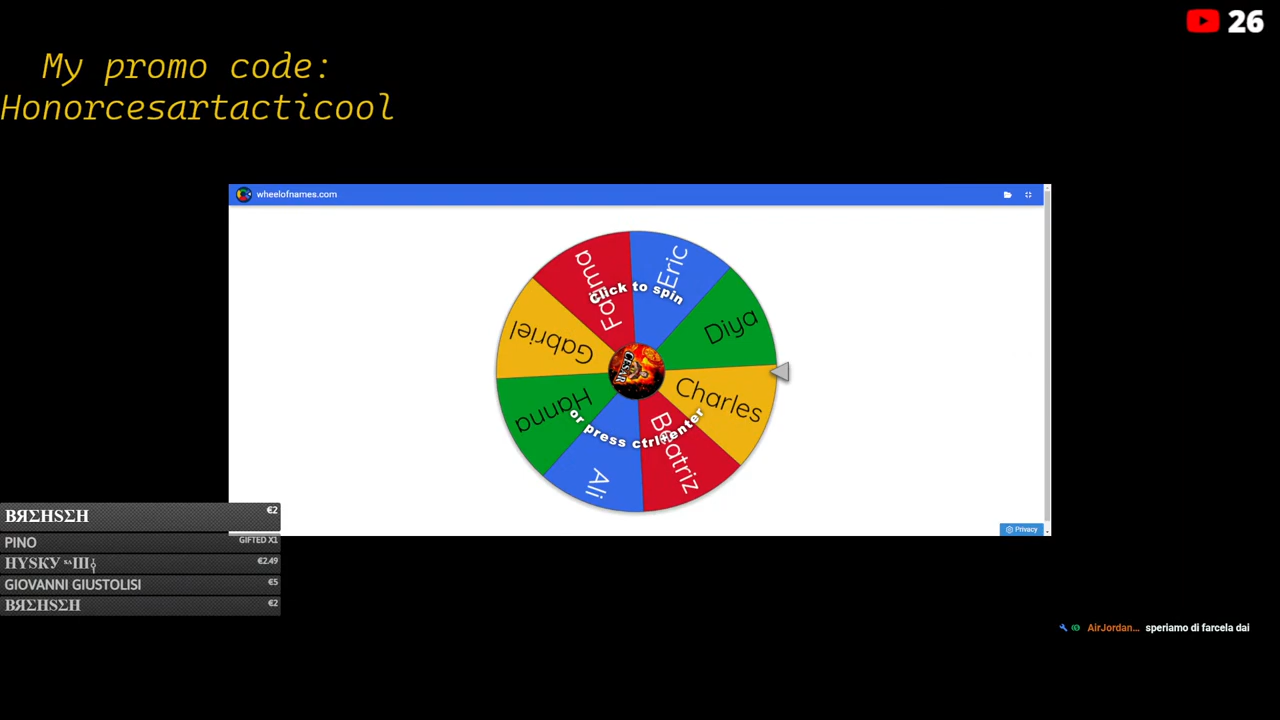 26
My promo code:
Honorcesartacticool
wheelofnames.com
Fatima
Eric
Click to spin
Diya
Gabriel
CESAR
Charles
Hanna
or press ctrl+enter
Beatriz
Ali
Privacy
BЯΣHSΣH €2
PINO GIFTED X1
€2.49
GIOVANNI GIUSTOLISI €5
BЯΣHSΣH €2
AirJordan… speriamo di farcela dai